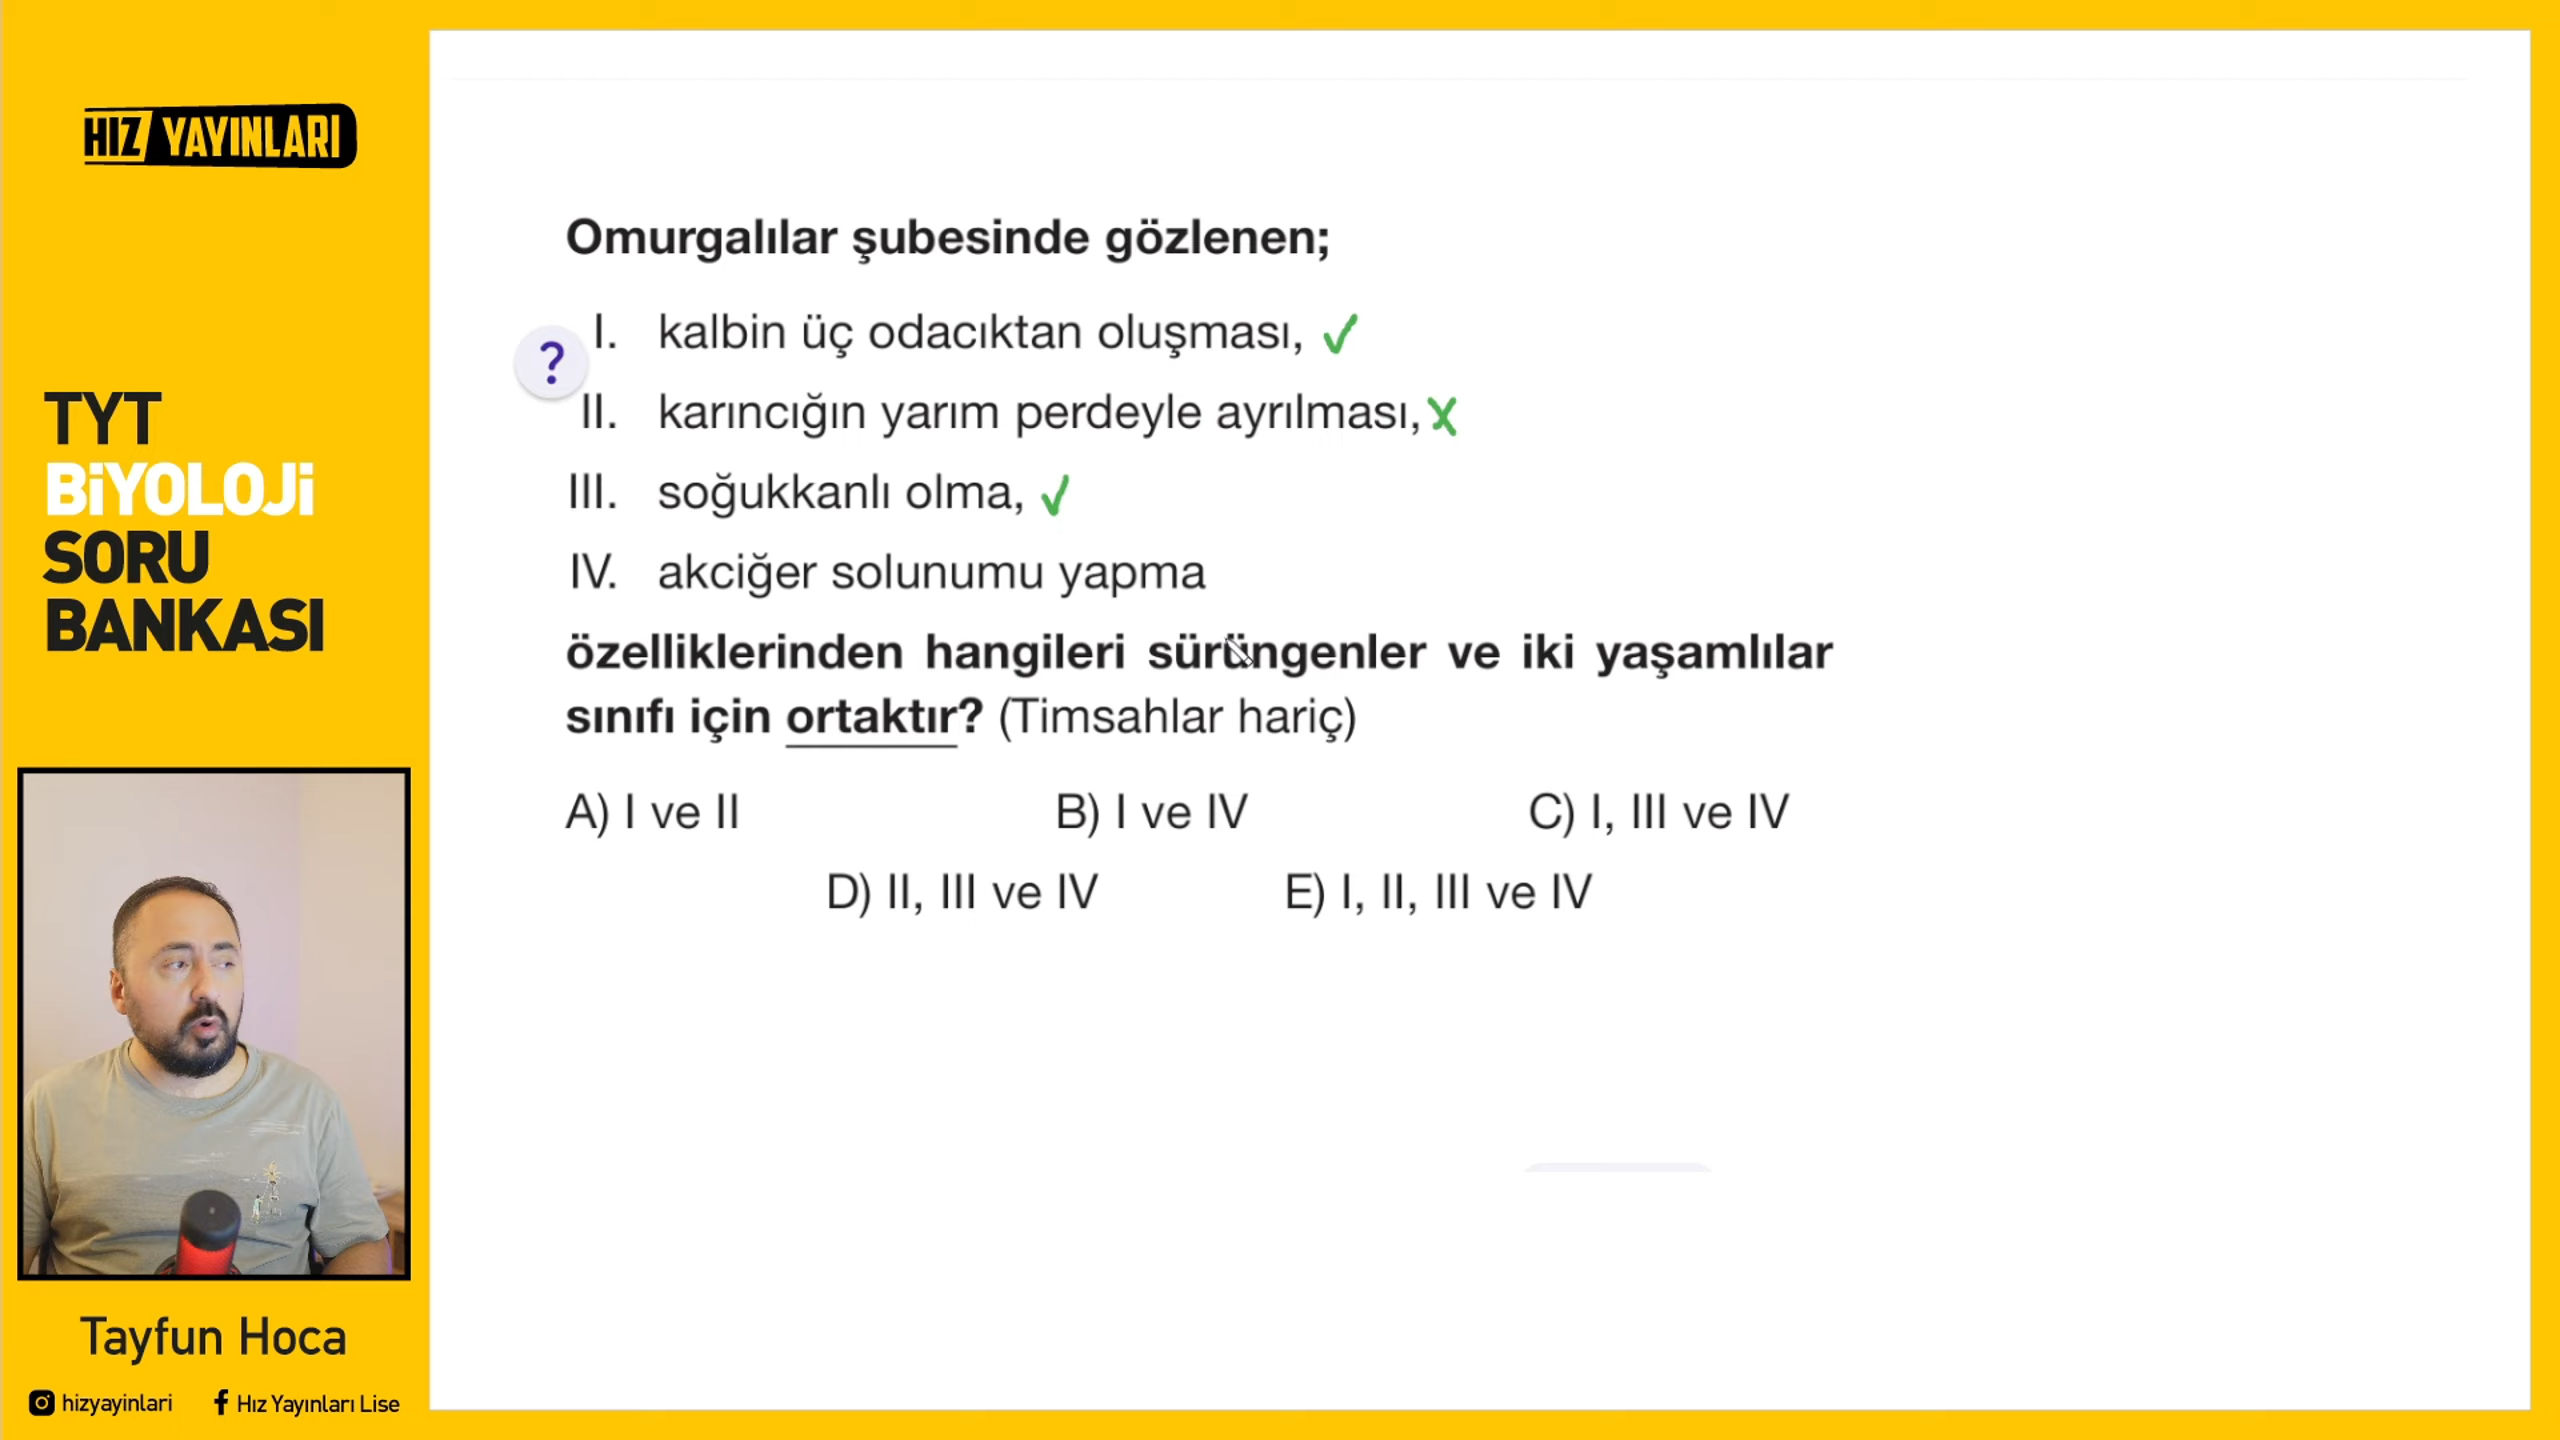 HIZ YAYINLARI
TYT
BiYOLOJi
SORU
BANKASI
Tayfun Hoca
hizyayinlari
Hız Yayınları Lise
Omurgalılar şubesinde gözlenen;
?
I. kalbin üç odacıktan oluşması, ✓
II. karıncığın yarım perdeyle ayrılması, X
III. soğukkanlı olma, ✓
IV. akciğer solunumu yapma
özelliklerinden hangileri sürüngenler ve iki yaşamlılar
sınıfı için ortaktır? (Timsahlar hariç)
A) I ve II B) I ve IV C) I, III ve IV
D) II, III ve IV E) I, II, III ve IV